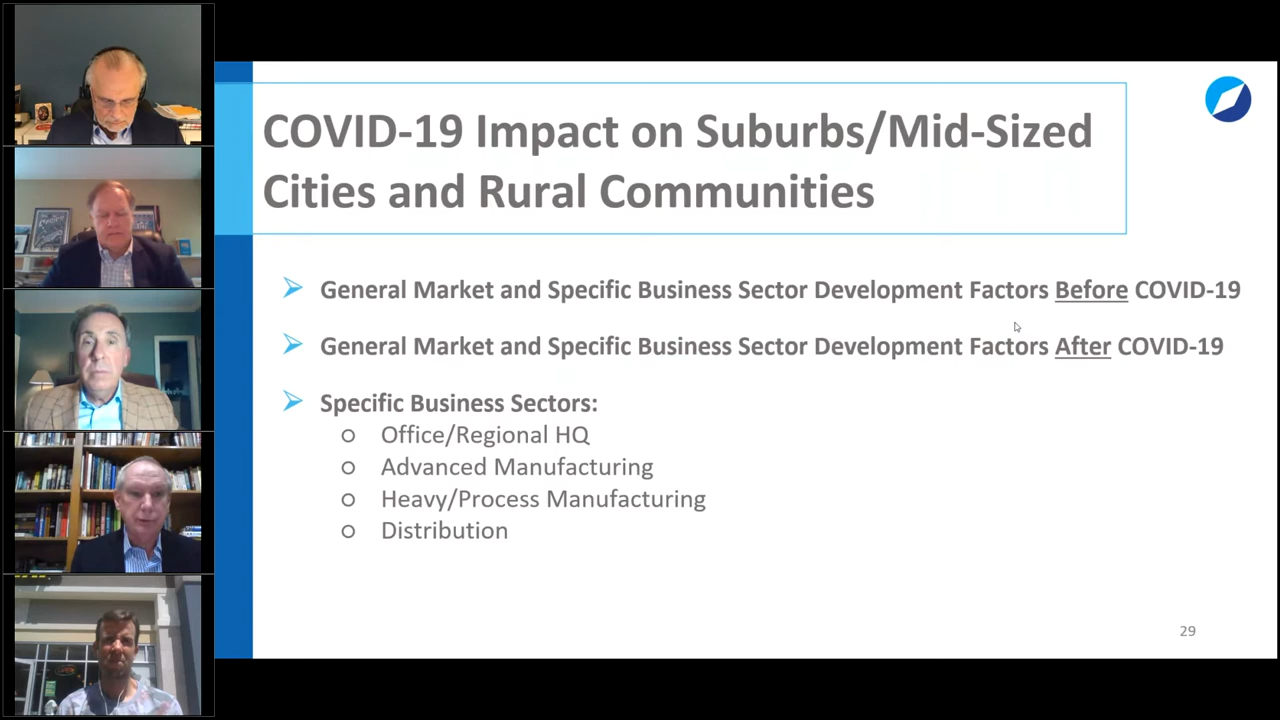 COVID-19 Impact on Suburbs/Mid-Sized
Cities and Rural Communities
General Market and Specific Business Sector Development Factors Before COVID-19
General Market and Specific Business Sector Development Factors After COVID-19
Specific Business Sectors:
Office/Regional HQ
Advanced Manufacturing
Heavy/Process Manufacturing
Distribution
29